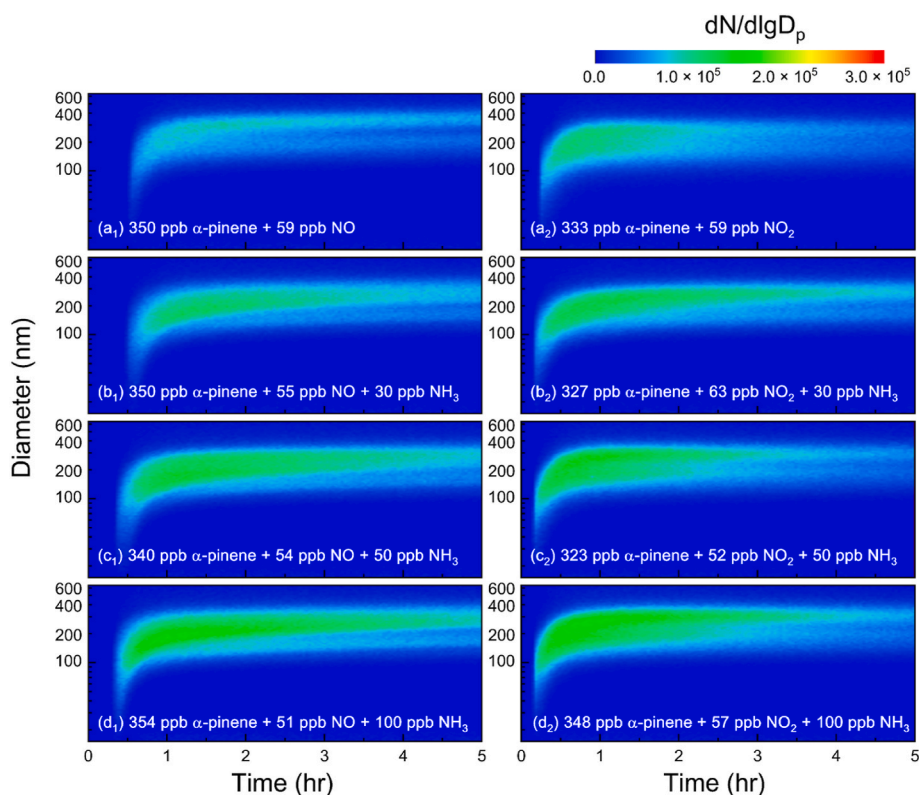 dN/dlgDₚ
0.0 1.0 × 10⁵ 2.0 × 10⁵ 3.0 × 10⁵
600
400
200
100
(a₁) 350 ppb α-pinene + 59 ppb NO
600
400
200
100
(a₂) 333 ppb α-pinene + 59 ppb NO₂
600
400
200
100
(b₁) 350 ppb α-pinene + 55 ppb NO + 30 ppb NH₃
600
400
200
100
(b₂) 327 ppb α-pinene + 63 ppb NO₂ + 30 ppb NH₃
Diameter (nm)
600
400
200
100
(c₁) 340 ppb α-pinene + 54 ppb NO + 50 ppb NH₃
600
400
200
100
(c₂) 323 ppb α-pinene + 52 ppb NO₂ + 50 ppb NH₃
600
400
200
100
(d₁) 354 ppb α-pinene + 51 ppb NO + 100 ppb NH₃
600
400
200
100
(d₂) 348 ppb α-pinene + 57 ppb NO₂ + 100 ppb NH₃
0 1 2 3 4 5
0 1 2 3 4 5
Time (hr)
Time (hr)